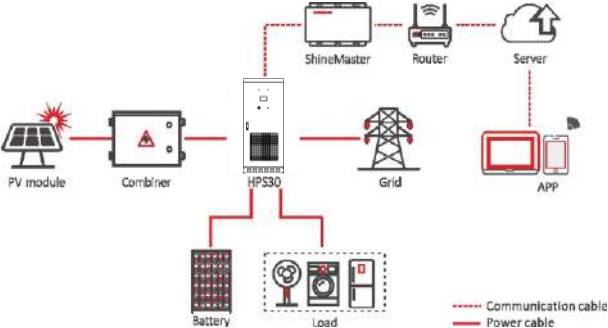 ShineMaster
Router
Server
PV module
Combiner
HPS30
Grid
APP
Battery
Load
Communication cable
Power cable